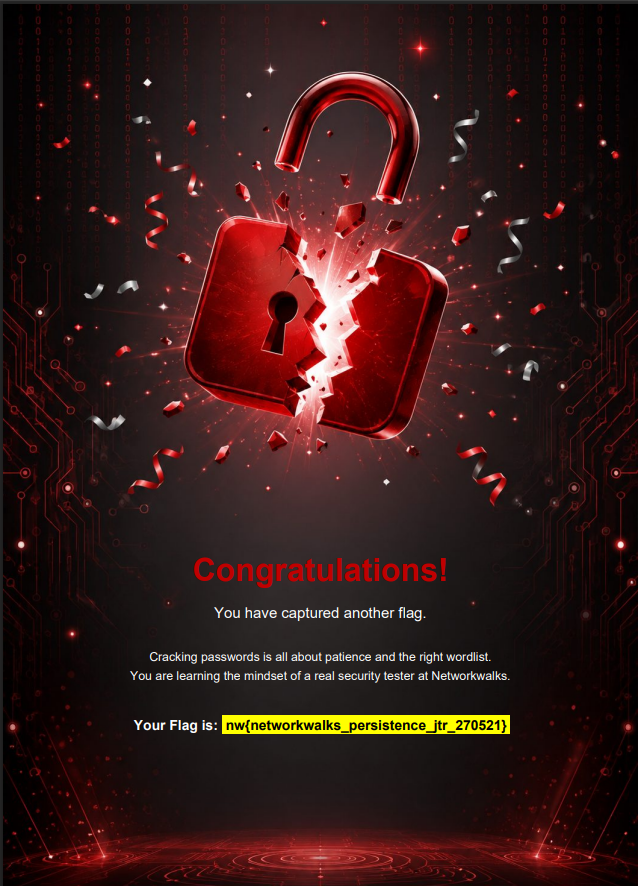 Congratulations!
You have captured another flag.
Cracking passwords is all about patience and the right wordlist.
You are learning the mindset of a real security tester at Networkwalks.
Your Flag is: nw{networkwalks_persistence_jtr_270521}